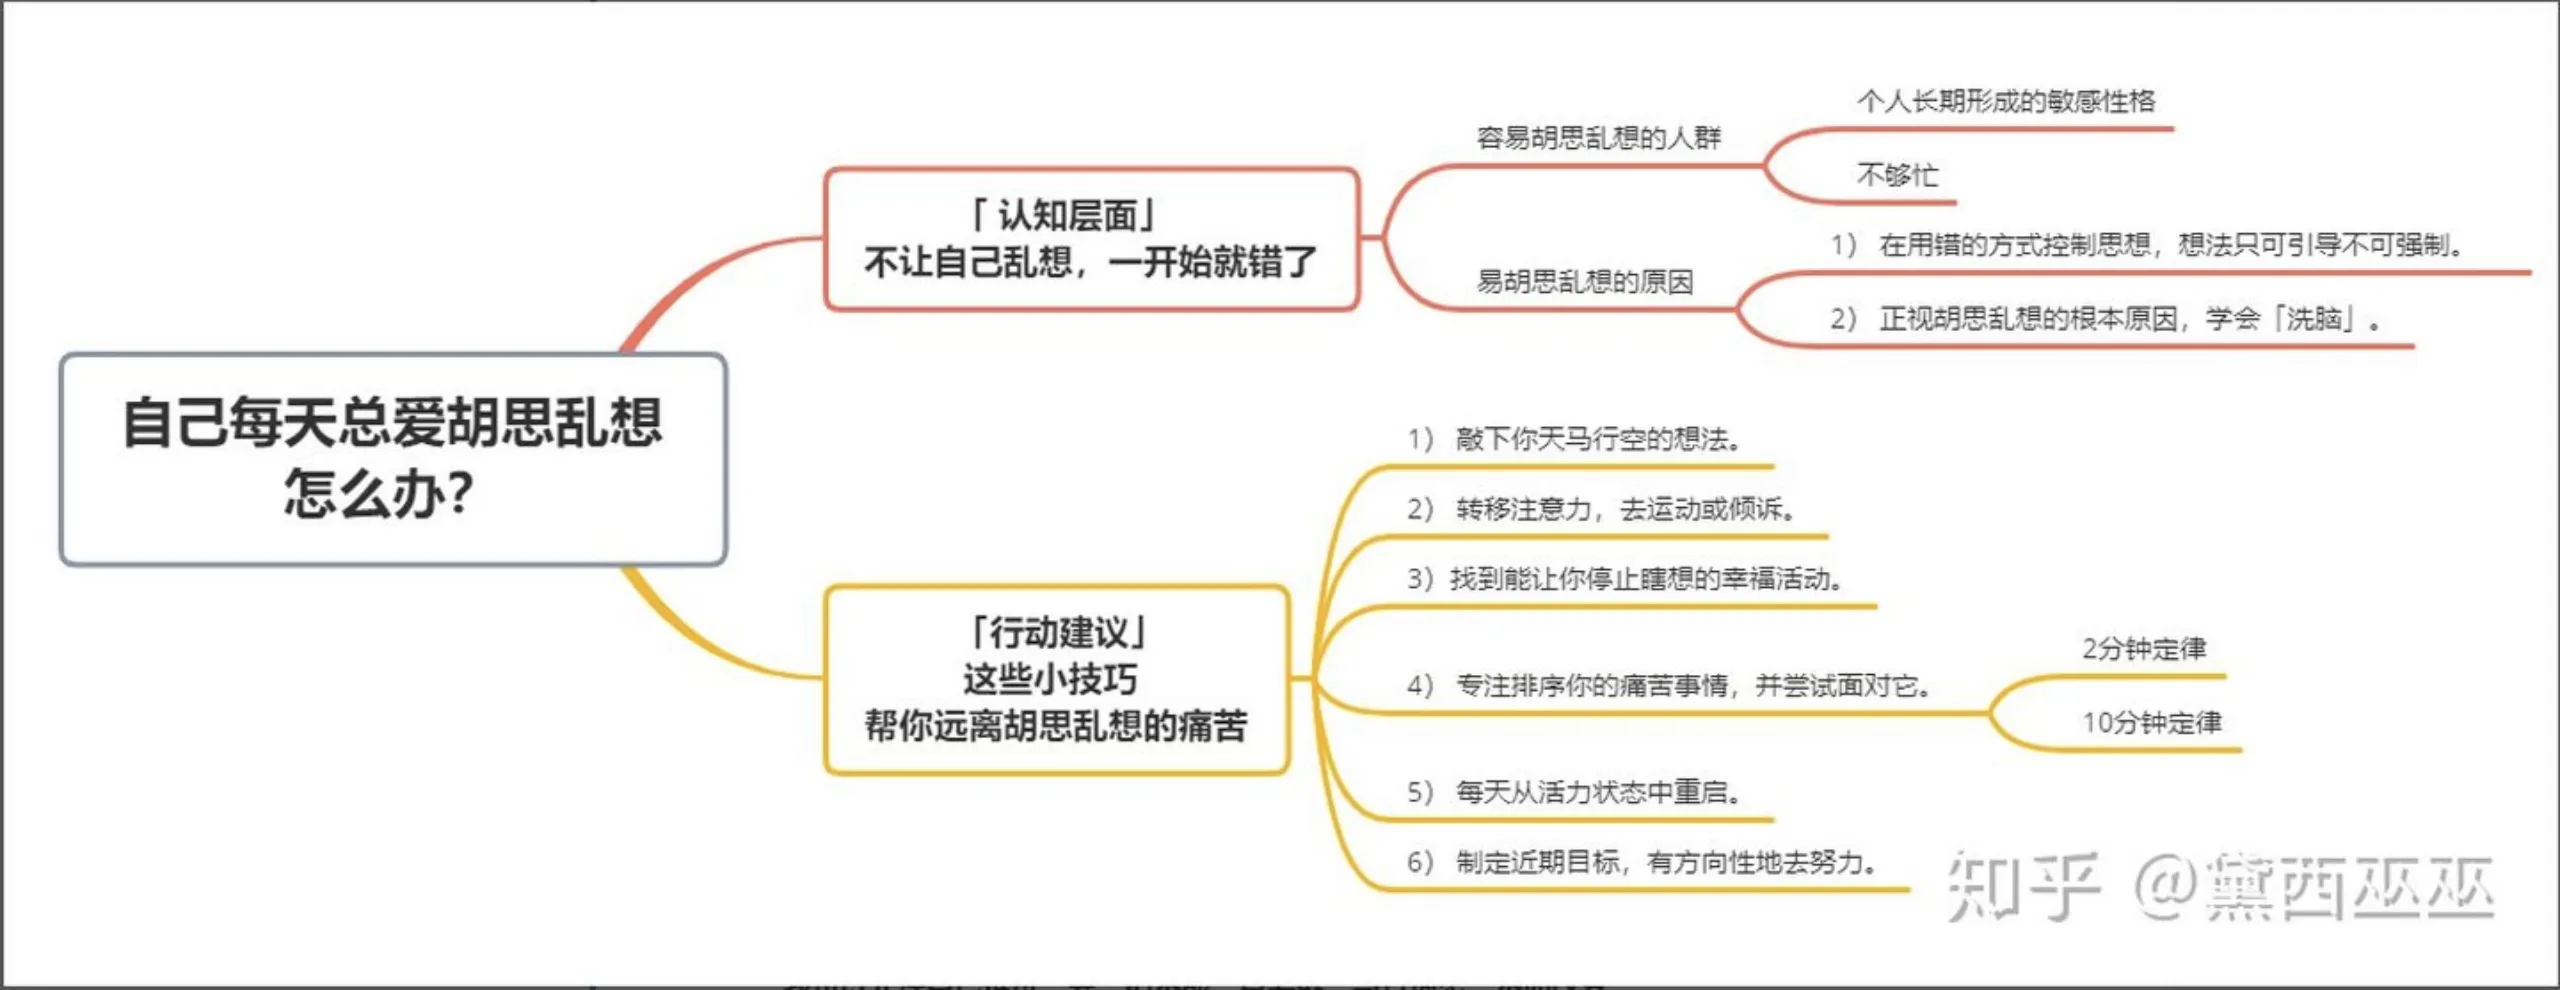 自己每天总爱胡思乱想
怎么办？
「 认知层面」
不让自己乱想，一开始就错了
容易胡思乱想的人群
个人长期形成的敏感性格
不够忙
易胡思乱想的原因
1） 在用错的方式控制思想，想法只可引导不可强制。
2） 正视胡思乱想的根本原因，学会「洗脑」。
「行动建议」
这些小技巧
帮你远离胡思乱想的痛苦
1） 敲下你天马行空的想法。
2） 转移注意力，去运动或倾诉。
3）找到能让你停止瞎想的幸福活动。
4） 专注排序你的痛苦事情，并尝试面对它。
2分钟定律
10分钟定律
5） 每天从活力状态中重启。
6） 制定近期目标，有方向性地去努力。
知乎 @黛西巫巫